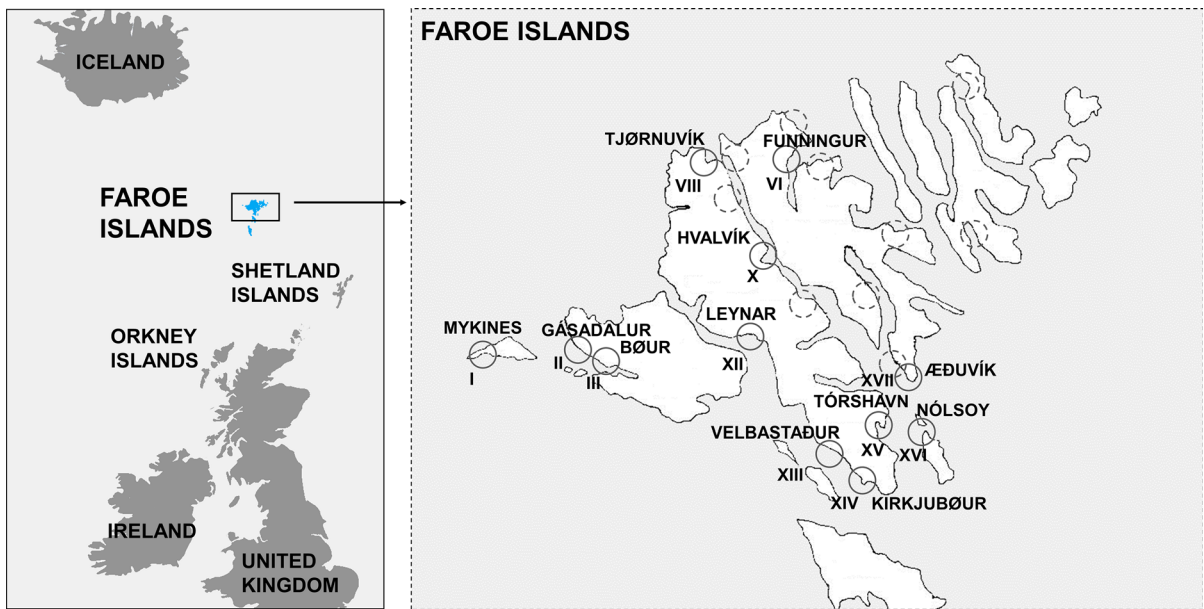 ICELAND
FAROE
ISLANDS
SHETLAND
ISLANDS
ORKNEY
ISLANDS
IRELAND
UNITED
KINGDOM
FAROE ISLANDS
TJØRNUVÍK
VIII
FUNNINGUR
VI
HVALVÍK
X
LEYNAR
XII
MYKINES
I
GÁSADALUR
II
BØUR
III
ÆÐUVÍK
XVII
TÓRSHAVN
XV
NÓLSOY
XVI
VELBASTAÐUR
XIII
XIV
KIRKJUBØUR